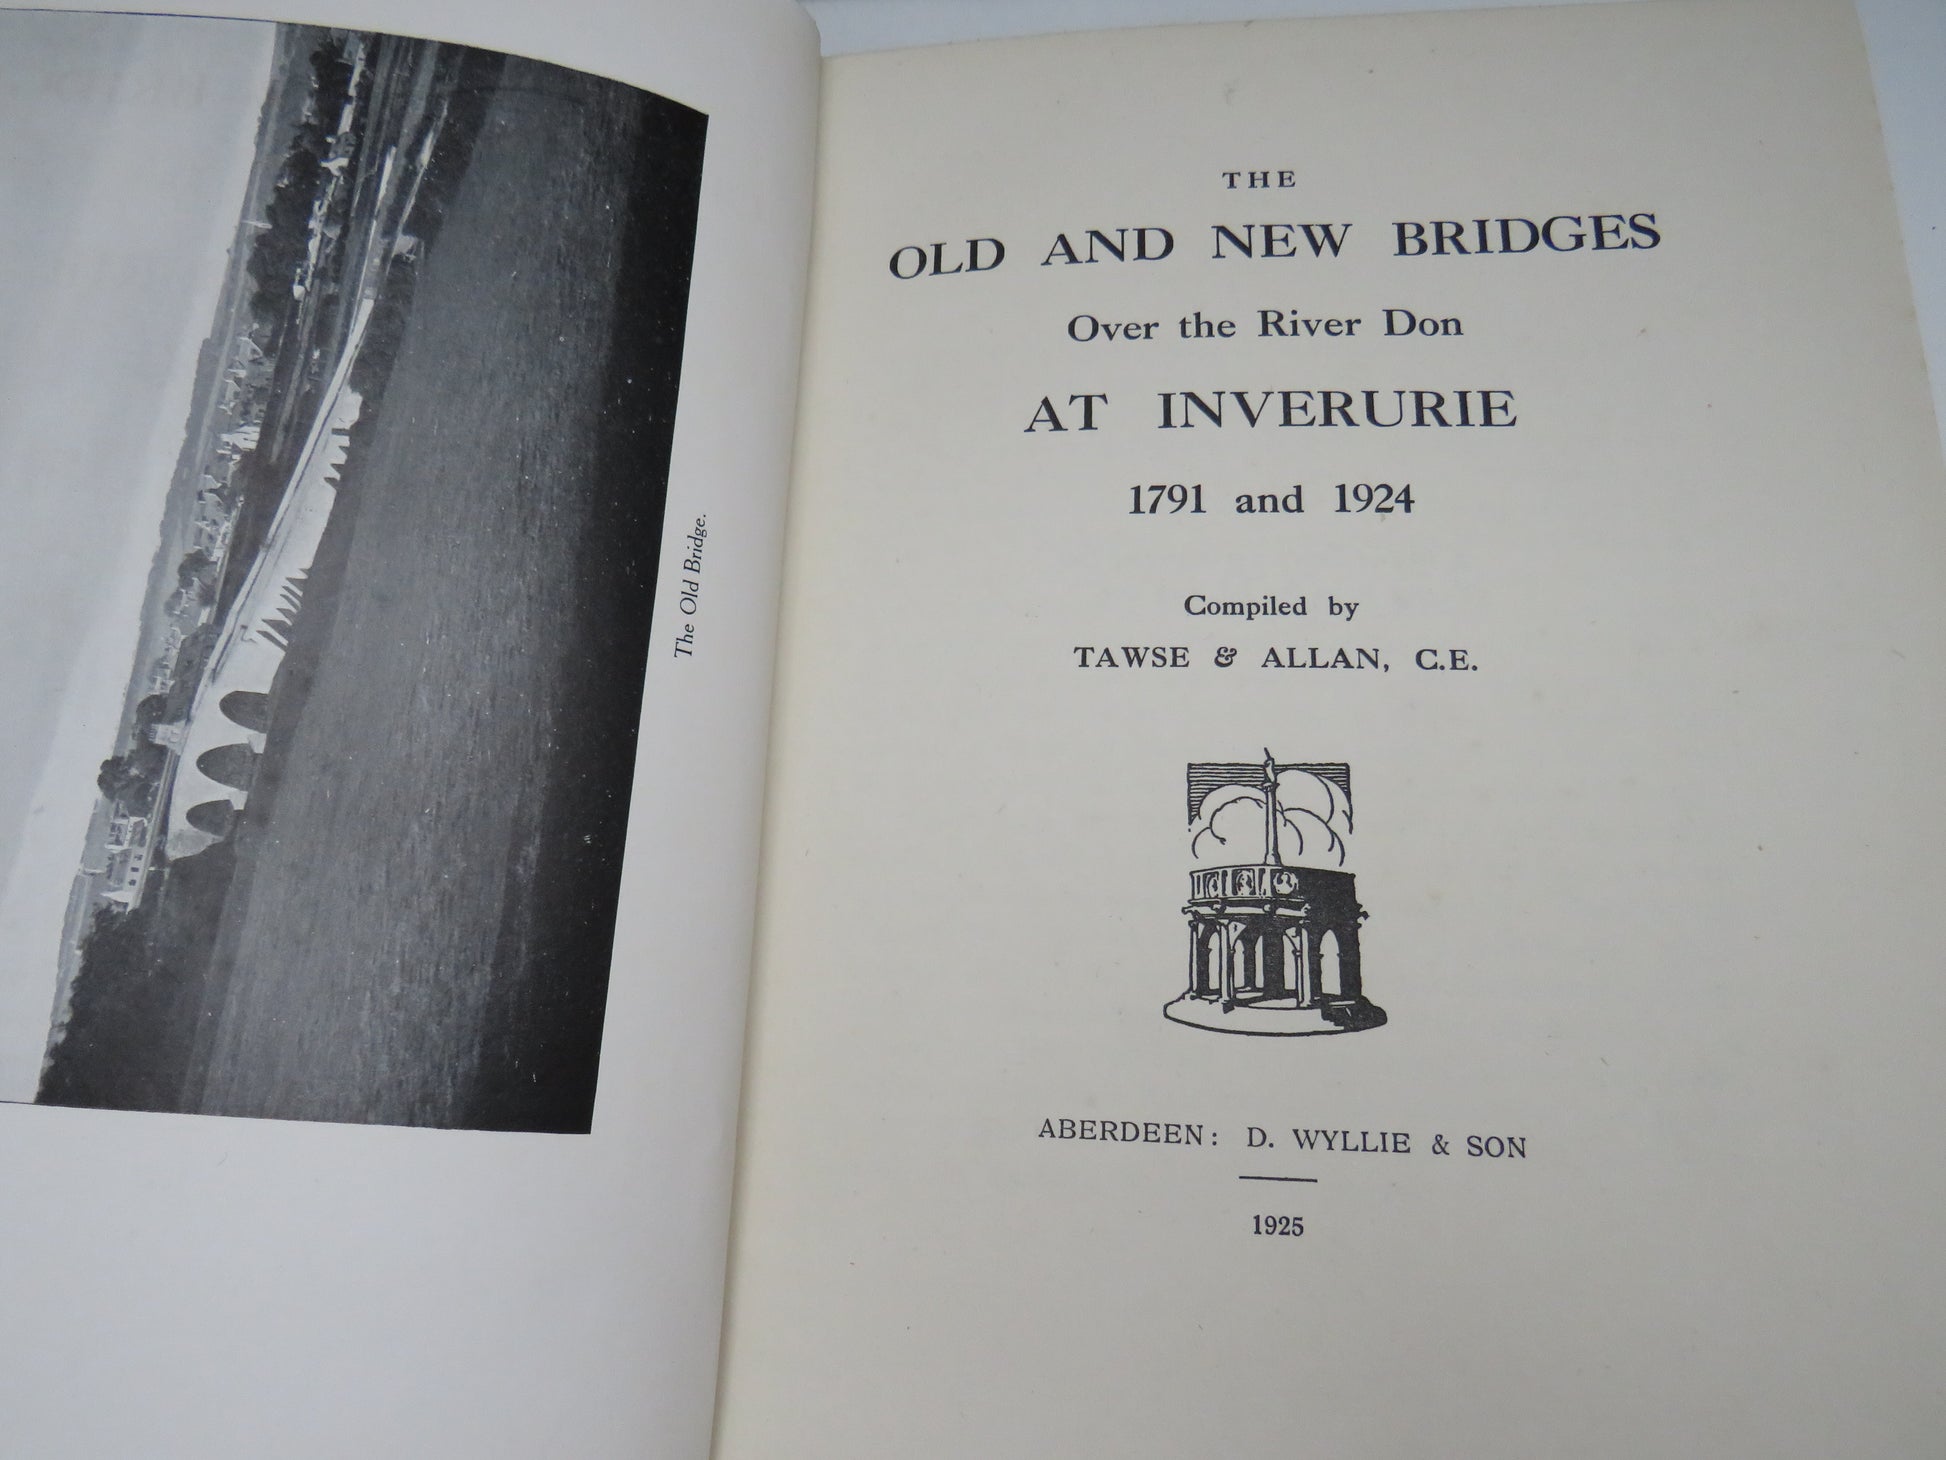 The Old Bridge.
THE
OLD AND NEW BRIDGES
Over the River Don
AT INVERURIE
1791 and 1924
Compiled by
TAWSE & ALLAN, C.E.
ABERDEEN: D. WYLLIE & SON
1925